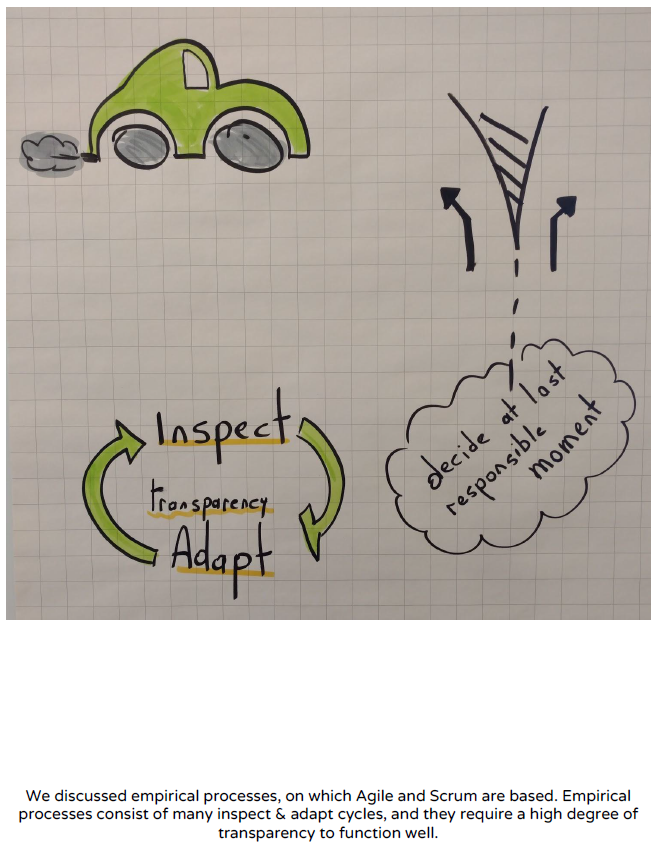 Inspect
transparency
Adapt
decide at last
responsible
moment
We discussed empirical processes, on which Agile and Scrum are based. Empirical
processes consist of many inspect & adapt cycles, and they require a high degree of
transparency to function well.